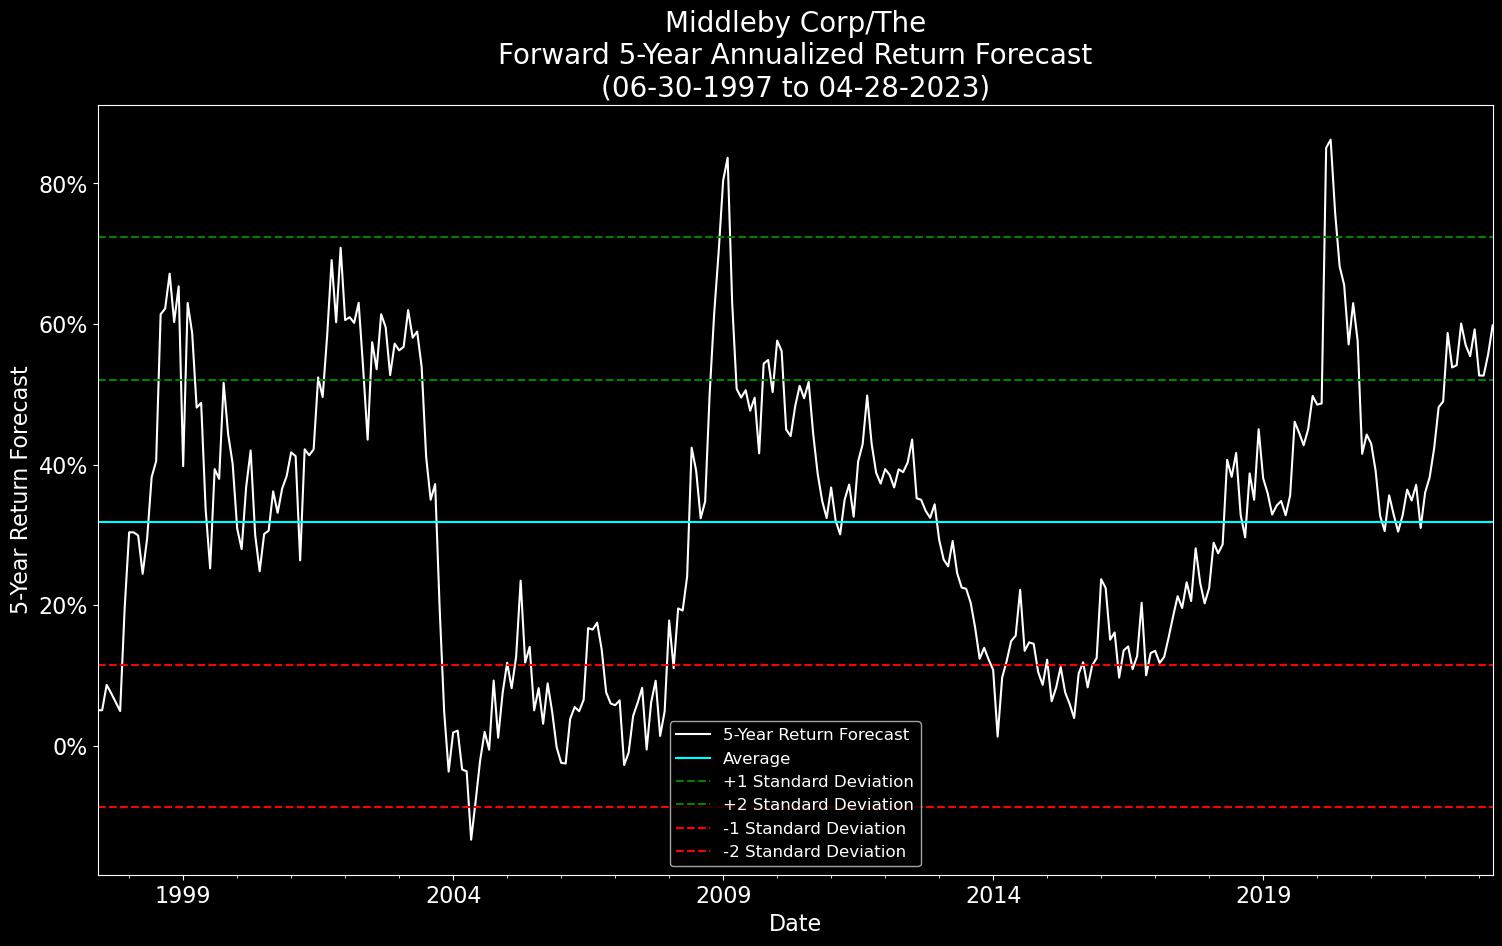 Middleby Corp/The
Forward 5-Year Annualized Return Forecast
(06-30-1997 to 04-28-2023)
5-Year Return Forecast
80%
60%
40%
20%
0%
5-Year Return Forecast
Average
+1 Standard Deviation
+2 Standard Deviation
-1 Standard Deviation
-2 Standard Deviation
1999 2004 2009 2014 2019
Date